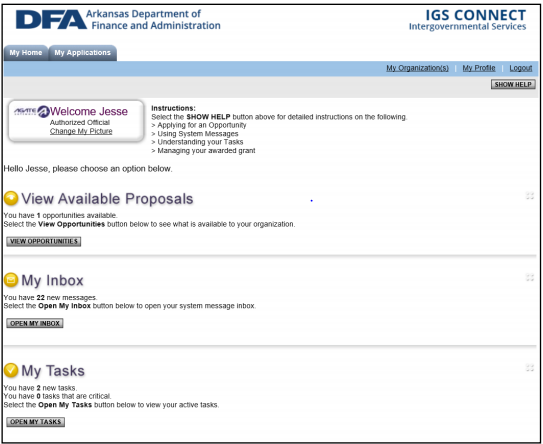 DFA Arkansas Department of
Finance and Administration
IGS CONNECT
Intergovernmental Services
My Home My Applications
My Organization(s) | My Profile | Logout
SHOW HELP
AGATE Welcome Jesse
Authorized Official
Change My Picture
Instructions:
Select the SHOW HELP button above for detailed instructions on the following.
> Applying for an Opportunity
> Using System Messages
> Understanding your Tasks
> Managing your awarded grant
Hello Jesse, please choose an option below.
View Available Proposals
You have 1 opportunities available.
Select the View Opportunities button below to see what is available to your organization.
VIEW OPPORTUNITIES
My Inbox
You have 22 new messages.
Select the Open My Inbox button below to open your system message inbox.
OPEN MY INBOX
My Tasks
You have 2 new tasks.
You have 0 tasks that are critical.
Select the Open My Tasks button below to view your active tasks.
OPEN MY TASKS